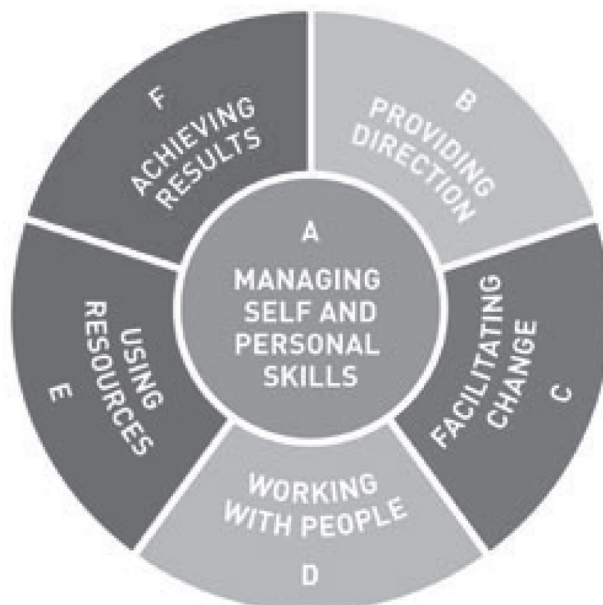 A
MANAGING
SELF AND
PERSONAL
SKILLS
B
PROVIDING
DIRECTION
C
FACILITATING
CHANGE
D
WORKING
WITH PEOPLE
E
USING
RESOURCES
F
ACHIEVING
RESULTS